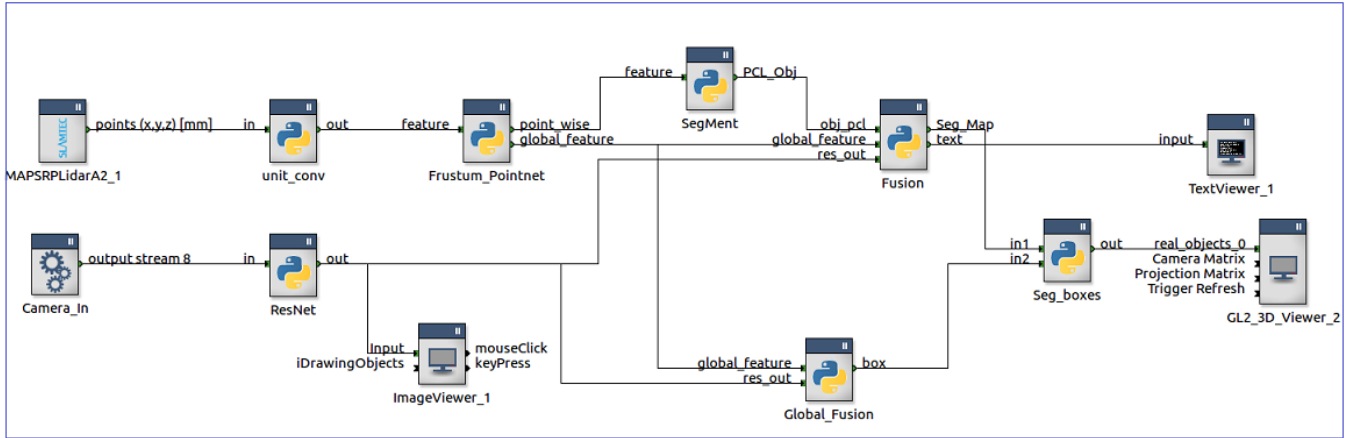 feature
PCL_Obj
SegMent
SLAMTEC
points (x,y,z) [mm]
MAPSRPLidarA2_1
in
out
unit_conv
feature
point_wise
global_feature
Frustum_Pointnet
obj_pcl
global_feature
res_out
Seg_Map
text
Fusion
input
TextViewer_1
output stream 8
Camera_In
in
out
ResNet
Input
iDrawingObjects
mouseClick
keyPress
ImageViewer_1
global_feature
res_out
box
Global_Fusion
in1
in2
out
Seg_boxes
real_objects_0
Camera Matrix
Projection Matrix
Trigger Refresh
GL2_3D_Viewer_2